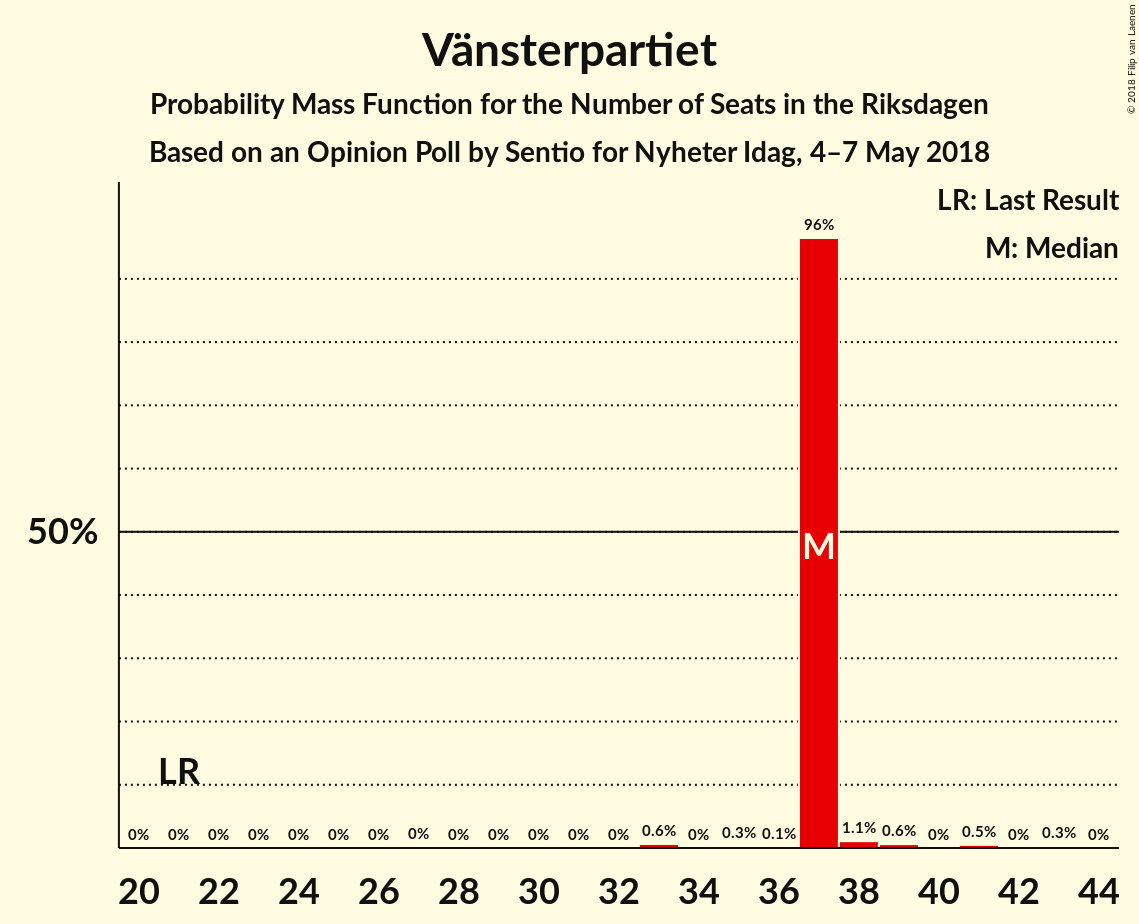 Vänsterpartiet
Probability Mass Function for the Number of Seats in the Riksdagen
Based on an Opinion Poll by Sentio for Nyheter Idag, 4–7 May 2018
© 2018 Filip van Laenen
LR: Last Result
M: Median
96%
50%
M
LR
0% 0% 0% 0% 0% 0% 0% 0% 0% 0% 0% 0% 0% 0.6% 0% 0.3% 0.1% 1.1% 0.6% 0% 0.5% 0% 0.3% 0%
20 22 24 26 28 30 32 34 36 38 40 42 44